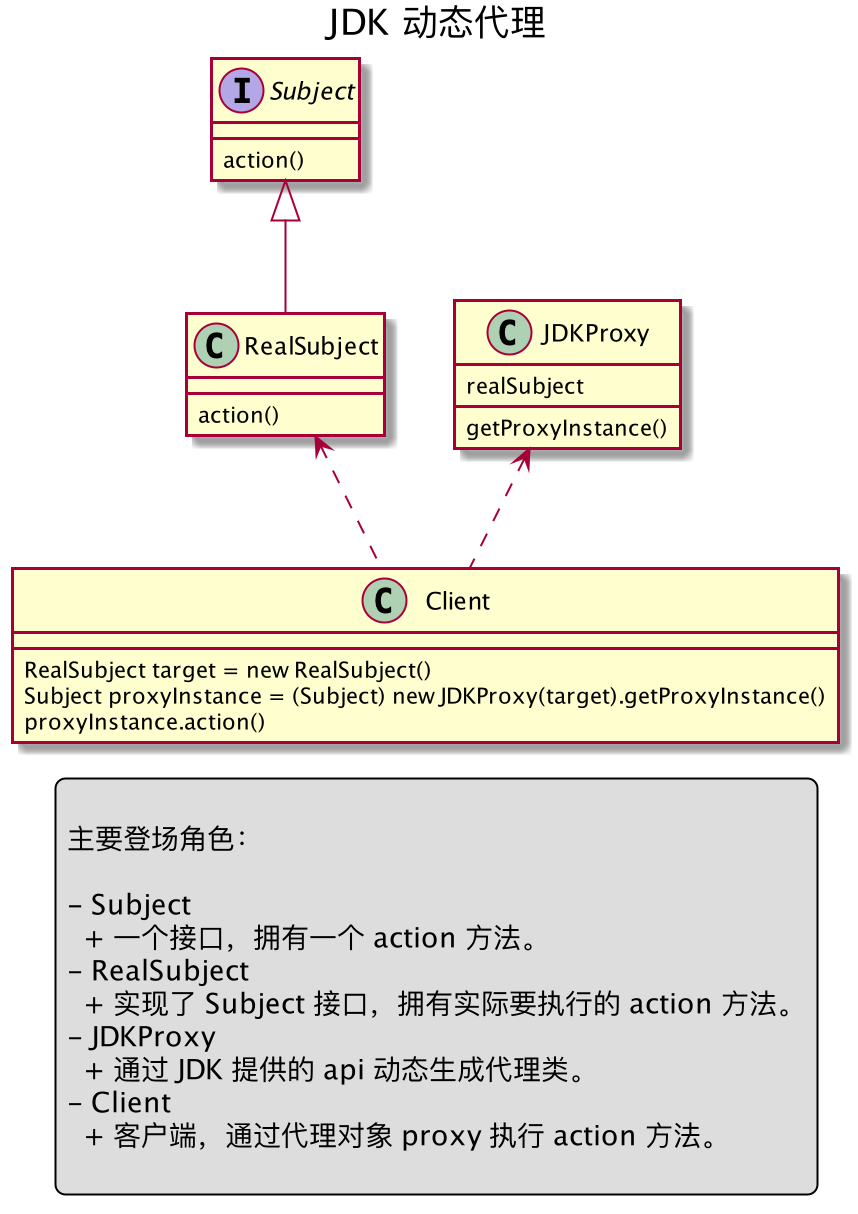 JDK 动态代理
I Subject
action()
C RealSubject
action()
C JDKProxy
realSubject
getProxyInstance()
C Client
RealSubject target = new RealSubject()
Subject proxyInstance = (Subject) new JDKProxy(target).getProxyInstance()
proxyInstance.action()
主要登场角色：
– Subject
+ 一个接口，拥有一个 action 方法。
– RealSubject
+ 实现了 Subject 接口，拥有实际要执行的 action 方法。
– JDKProxy
+ 通过 JDK 提供的 api 动态生成代理类。
– Client
+ 客户端，通过代理对象 proxy 执行 action 方法。